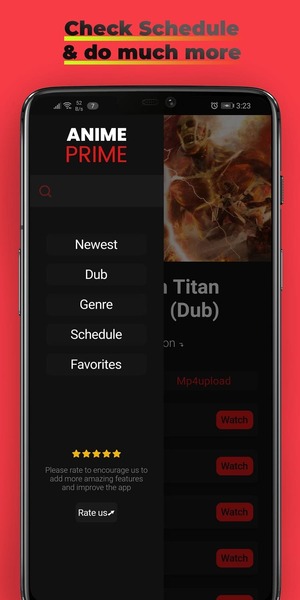 Check Schedule
& do much more
52
B/s
7
3:23
ANIME
PRIME
Newest
Dub
Genre
Schedule
Favorites
Titan
(Dub)
on
Mp4upload
Watch
Watch
Watch
Watch
Please rate to encourage us to
add more amazing features
and improve the app
Rate us